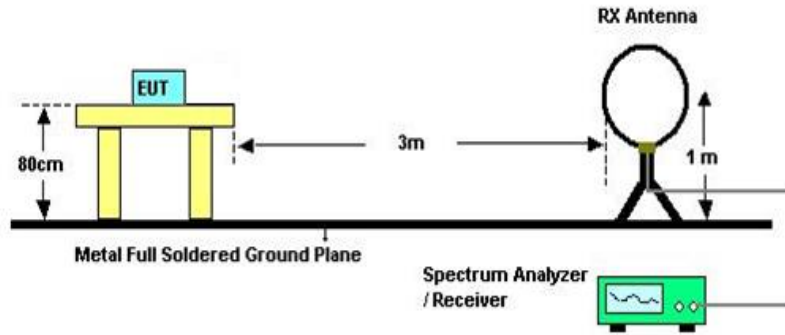 RX Antenna
EUT
3m
80cm
1 m
Metal Full Soldered Ground Plane
Spectrum Analyzer
/ Receiver